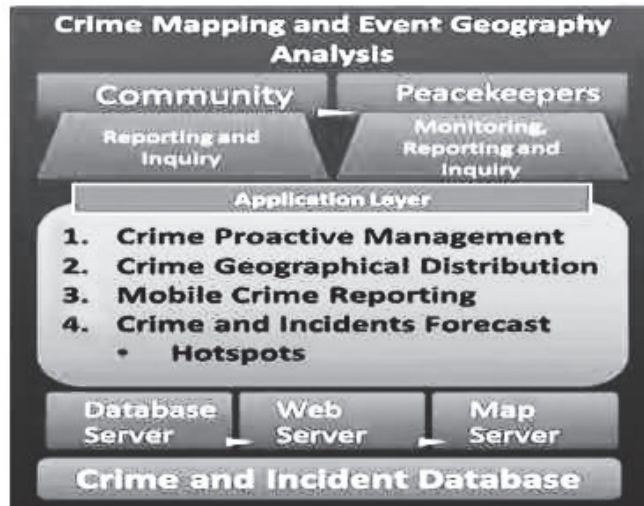 Crime Mapping and Event Geography
Analysis
Community
Peacekeepers
Reporting and
Inquiry
Monitoring,
Reporting and
Inquiry
Application Layer
1. Crime Proactive Management
2. Crime Geographical Distribution
3. Mobile Crime Reporting
4. Crime and Incidents Forecast
• Hotspots
Database
Server
Web
Server
Map
Server
Crime and Incident Database